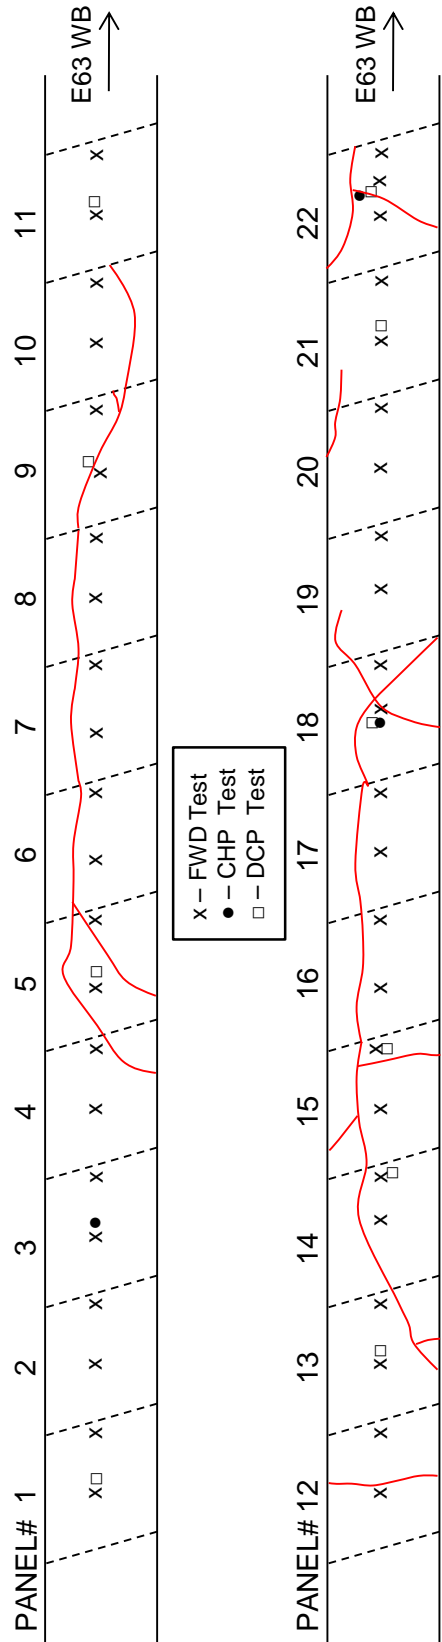 PANEL# 1 2 3 4 5 6 7 8 9 10 11
E63 WB
x – FWD Test
● – CHP Test
□ – DCP Test
PANEL# 12 13 14 15 16 17 18 19 20 21 22
E63 WB